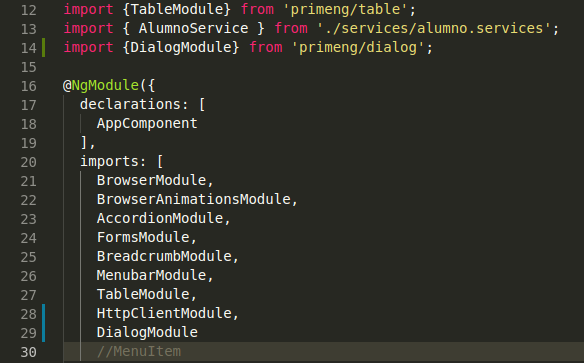 12 import {TableModule} from 'primeng/table';
13 import { AlumnoService } from './services/alumno.services';
14 import {DialogModule} from 'primeng/dialog';
15
16 @NgModule({
17 declarations: [
18 AppComponent
19 ],
20 imports: [
21 BrowserModule,
22 BrowserAnimationsModule,
23 AccordionModule,
24 FormsModule,
25 BreadcrumbModule,
26 MenubarModule,
27 TableModule,
28 HttpClientModule,
29 DialogModule
30 //MenuItem